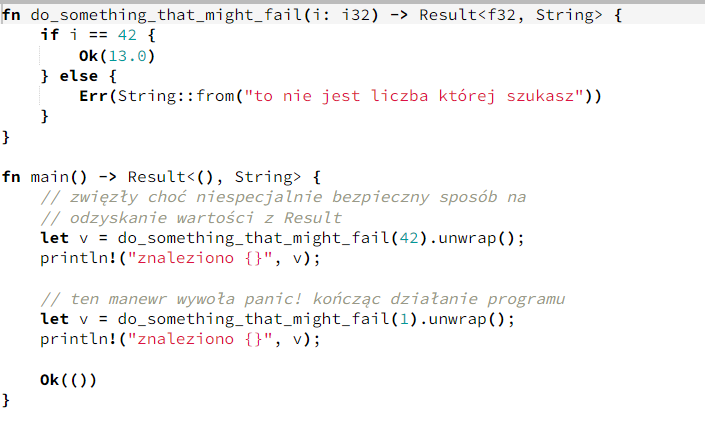 fn do_something_that_might_fail(i: i32) -> Result<f32, String> {
    if i == 42 {
        Ok(13.0)
    } else {
        Err(String::from("to nie jest liczba której szukasz"))
    }
}

fn main() -> Result<(), String> {
    // zwięzły choć niespecjalnie bezpieczny sposób na
    // odzyskanie wartości z Result
    let v = do_something_that_might_fail(42).unwrap();
    println!("znaleziono {}", v);

    // ten manewr wywoła panic! kończąc działanie programu
    let v = do_something_that_might_fail(1).unwrap();
    println!("znaleziono {}", v);

    Ok(())
}